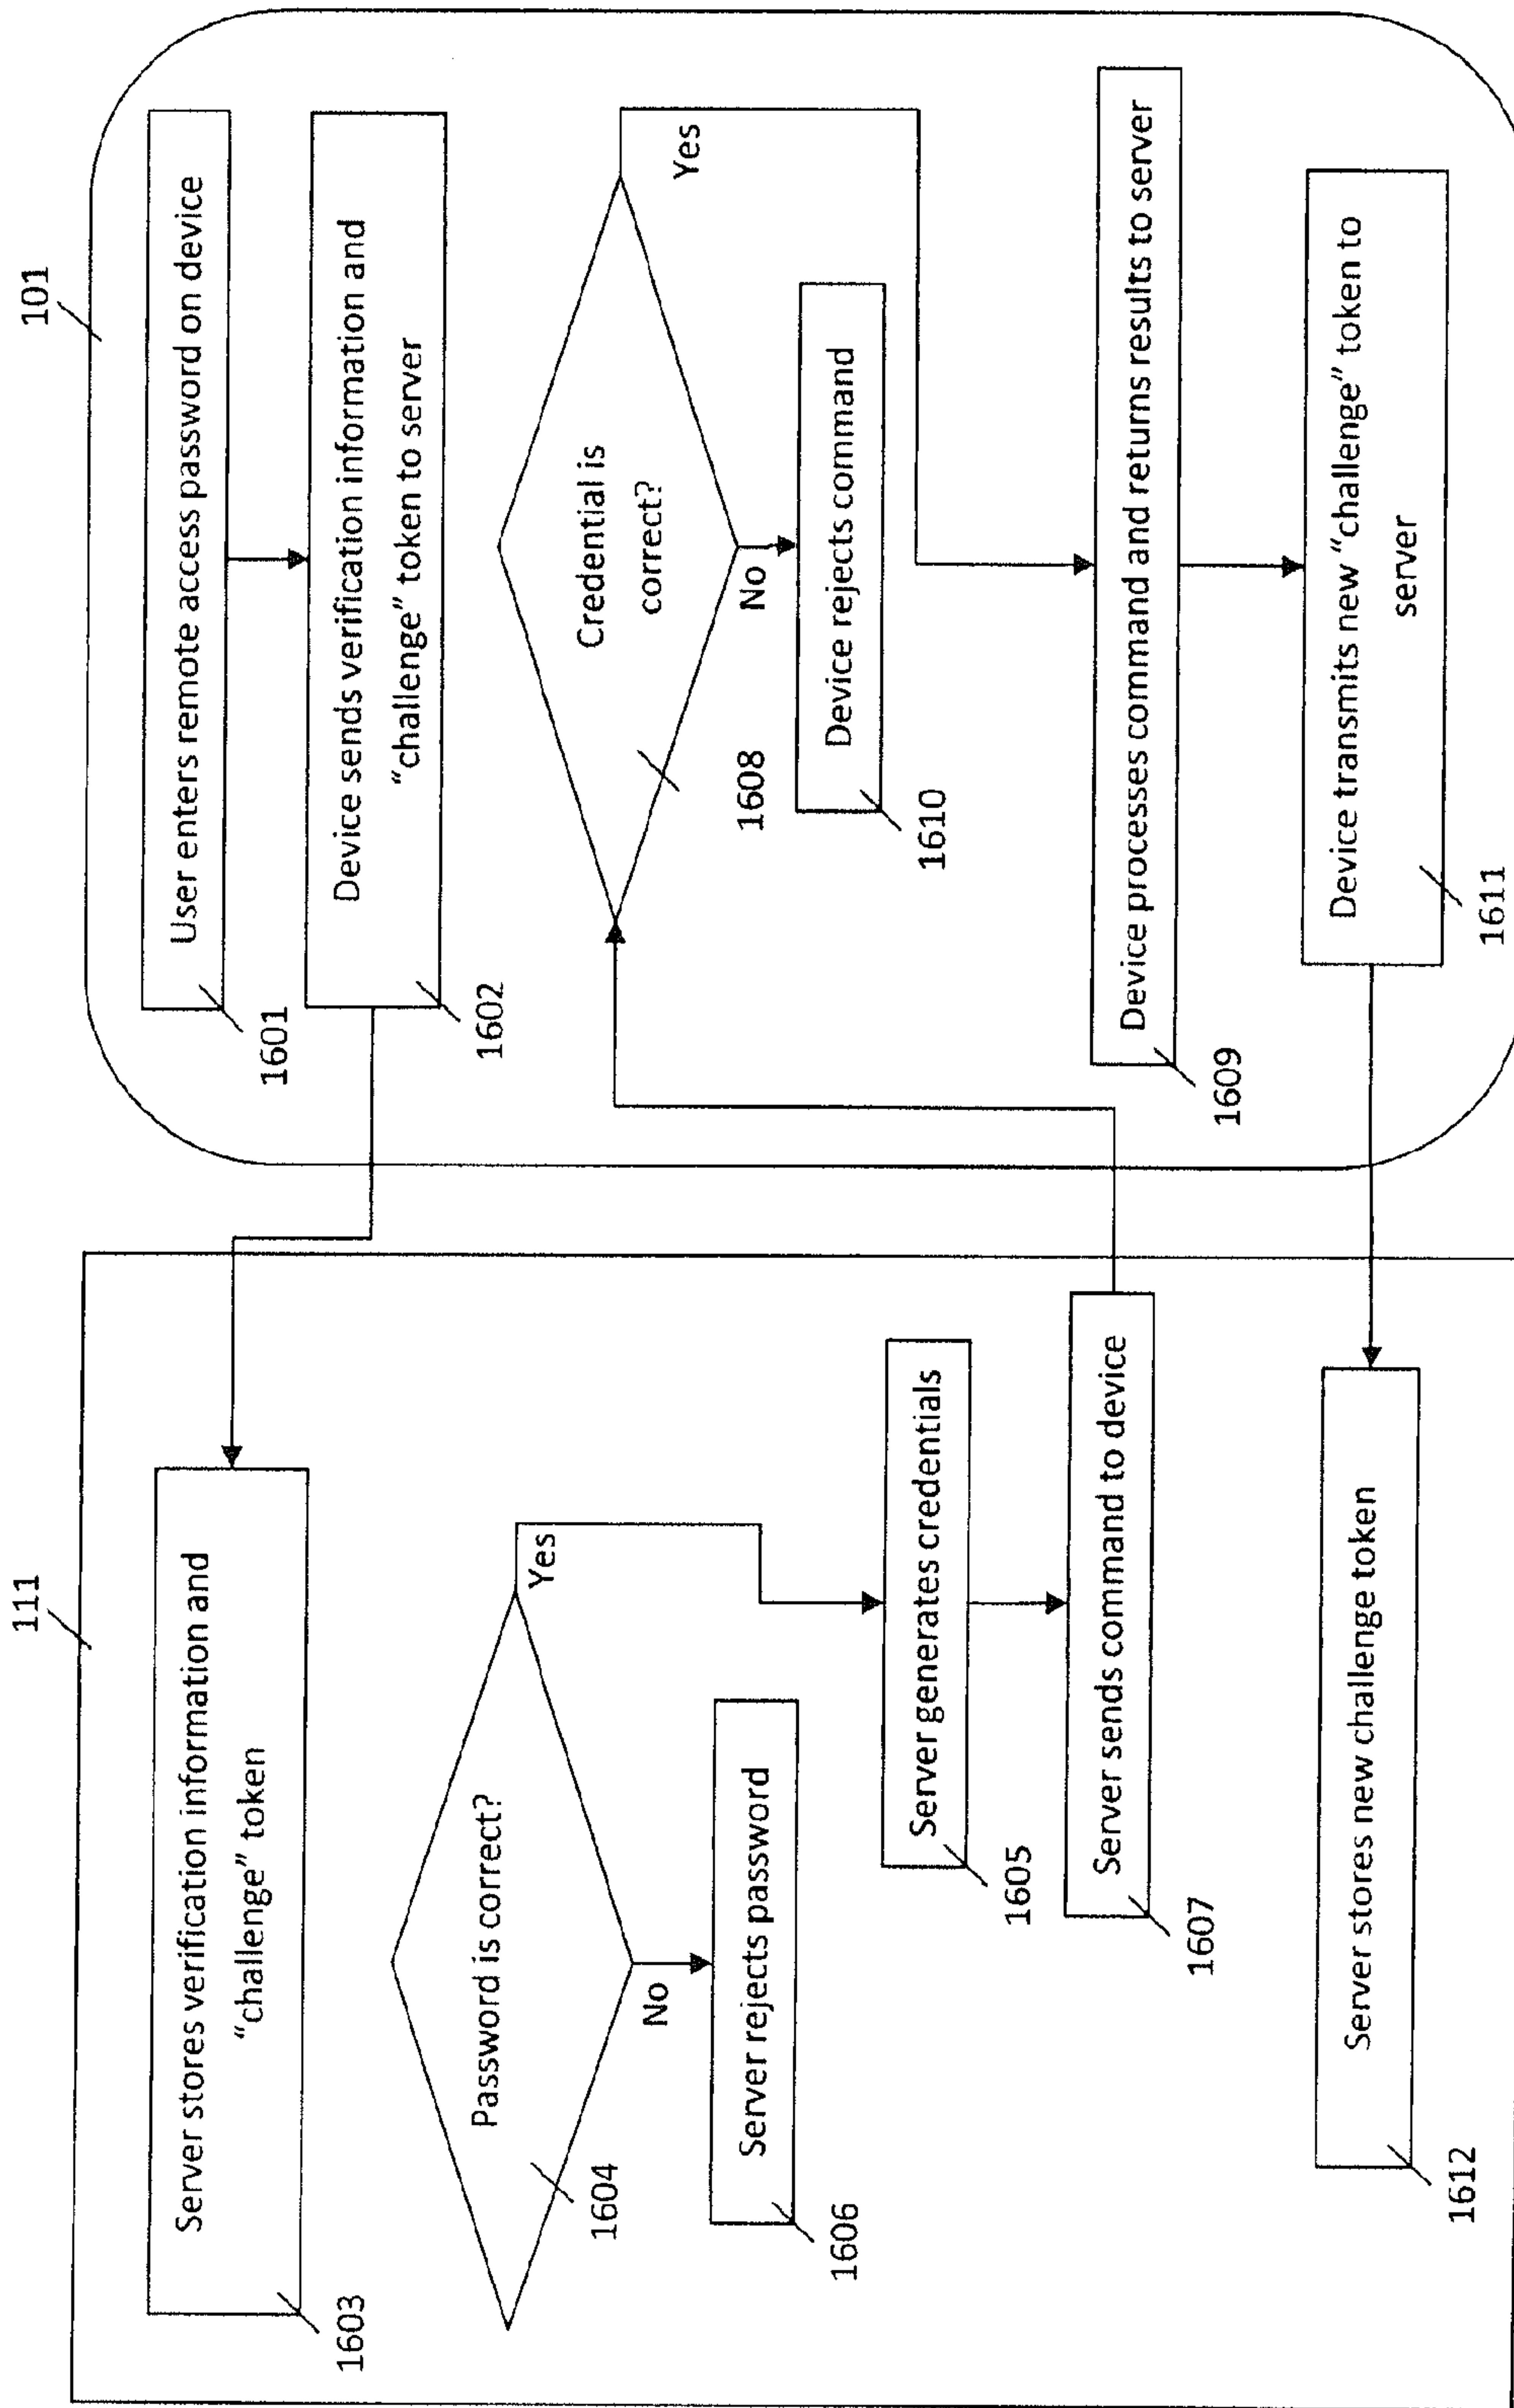 111
Server stores verification information and
“challenge” token
1603
Password is correct?
Yes
No
1604
Server rejects password
1606
Server generates credentials
1605
Server sends command to device
1607
Server stores new challenge token
1612
101
User enters remote access password on device
1601
Device sends verification information and
“challenge” token to server
1602
Credential is
correct?
Yes
No
1608
Device rejects command
1610
Device processes command and returns results to server
1609
Device transmits new “challenge” token to
server
1611